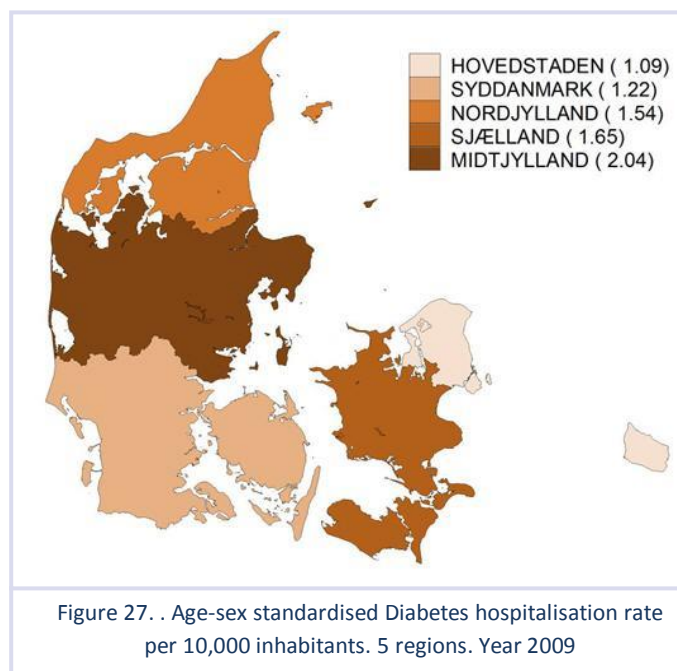 HOVEDSTADEN ( 1.09)
SYDDANMARK ( 1.22)
NORDJYLLAND ( 1.54)
SJÆLLAND ( 1.65)
MIDTJYLLAND ( 2.04)
Figure 27. . Age-sex standardised Diabetes hospitalisation rate
per 10,000 inhabitants. 5 regions. Year 2009